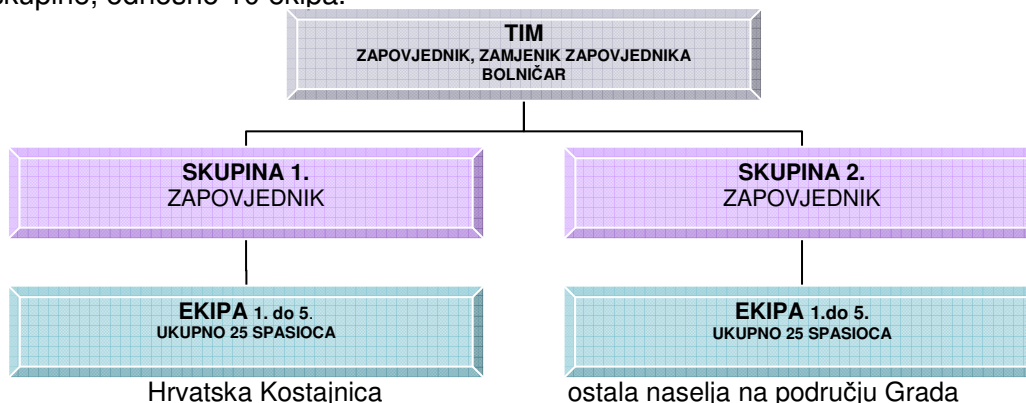 skupine, odnosno 10 ekipa.
TIM
ZAPOVJEDNIK, ZAMJENIK ZAPOVJEDNIKA
BOLNIČAR
SKUPINA 1.
ZAPOVJEDNIK
SKUPINA 2.
ZAPOVJEDNIK
EKIPA 1. do 5.
UKUPNO 25 SPASIOCA
EKIPA 1.do 5.
UKUPNO 25 SPASIOCA
Hrvatska Kostajnica
ostala naselja na području Grada